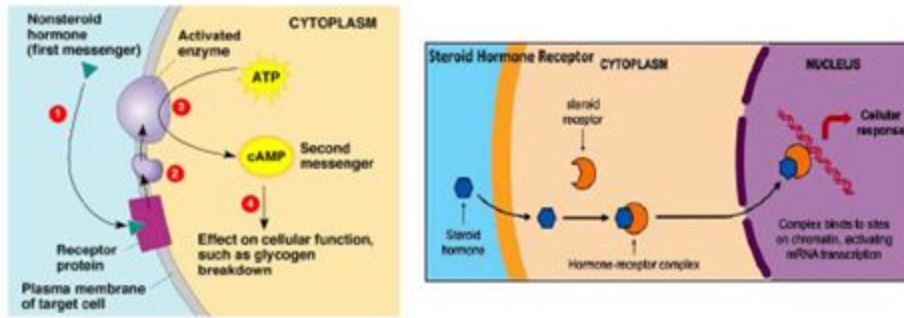 Nonsteroid
hormone
(first messenger)
CYTOPLASM
Activated
enzyme
ATP
1
3
cAMP
Second
messenger
2
4
Effect on cellular function,
such as glycogen
breakdown
Receptor
protein
Plasma membrane
of target cell
Steroid Hormone Receptor
CYTOPLASM
NUCLEUS
steroid
receptor
Cellular
response
Steroid
hormone
Hormone-receptor complex
Complex binds to sites
on chromatin, activating
mRNA transcription